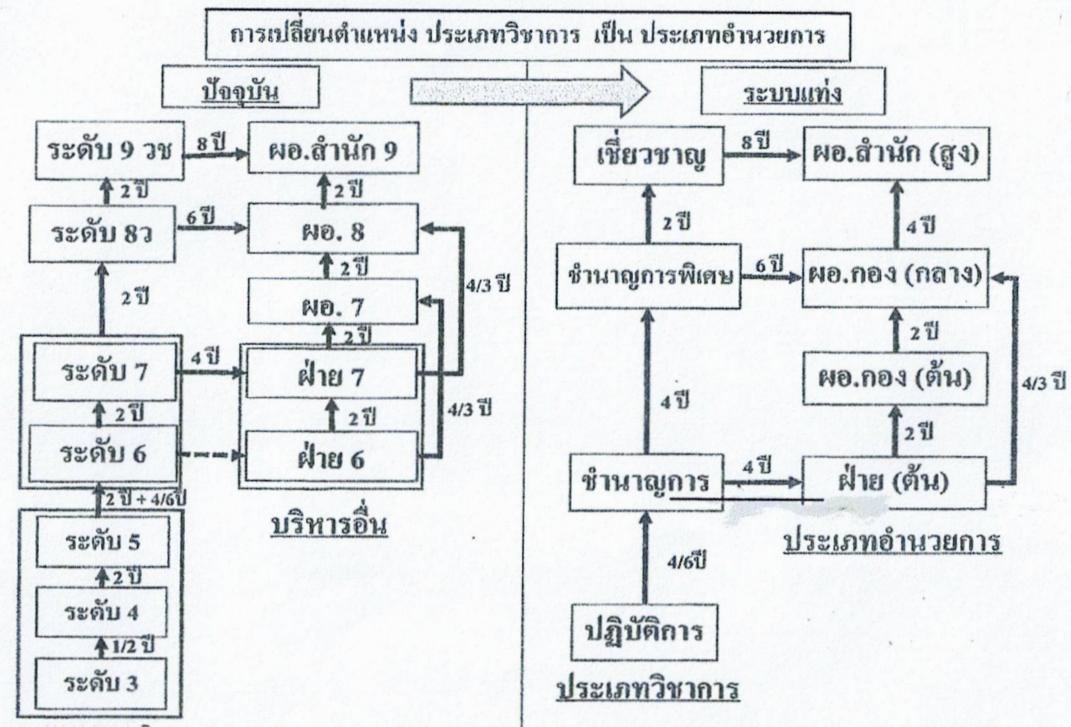 การเปลี่ยนตำแหน่ง ประเภทวิชาการ เป็น ประเภทอำนวยการ
ปัจจุบัน
ระดับ 9 วช
8 ปี
ผอ.สำนัก 9
2 ปี
2 ปี
ระดับ 8ว
6 ปี
ผอ. 8
2 ปี
2 ปี
4/3 ปี
ผอ. 7
2 ปี
ระดับ 7
4 ปี
ฝ่าย 7
2 ปี
2 ปี
4/3 ปี
ระดับ 6
ฝ่าย 6
2 ปี + 4/6ปี
บริหารอื่น
ระดับ 5
2 ปี
ระดับ 4
1/2 ปี
ระดับ 3
ระบบแท่ง
เชี่ยวชาญ
8 ปี
ผอ.สำนัก (สูง)
2 ปี
4 ปี
ชำนาญการพิเศษ
6 ปี
ผอ.กอง (กลาง)
2 ปี
ผอ.กอง (ต้น)
4/3 ปี
4 ปี
2 ปี
ชำนาญการ
4 ปี
ฝ่าย (ต้น)
ประเภทอำนวยการ
4/6ปี
ปฏิบัติการ
ประเภทวิชาการ